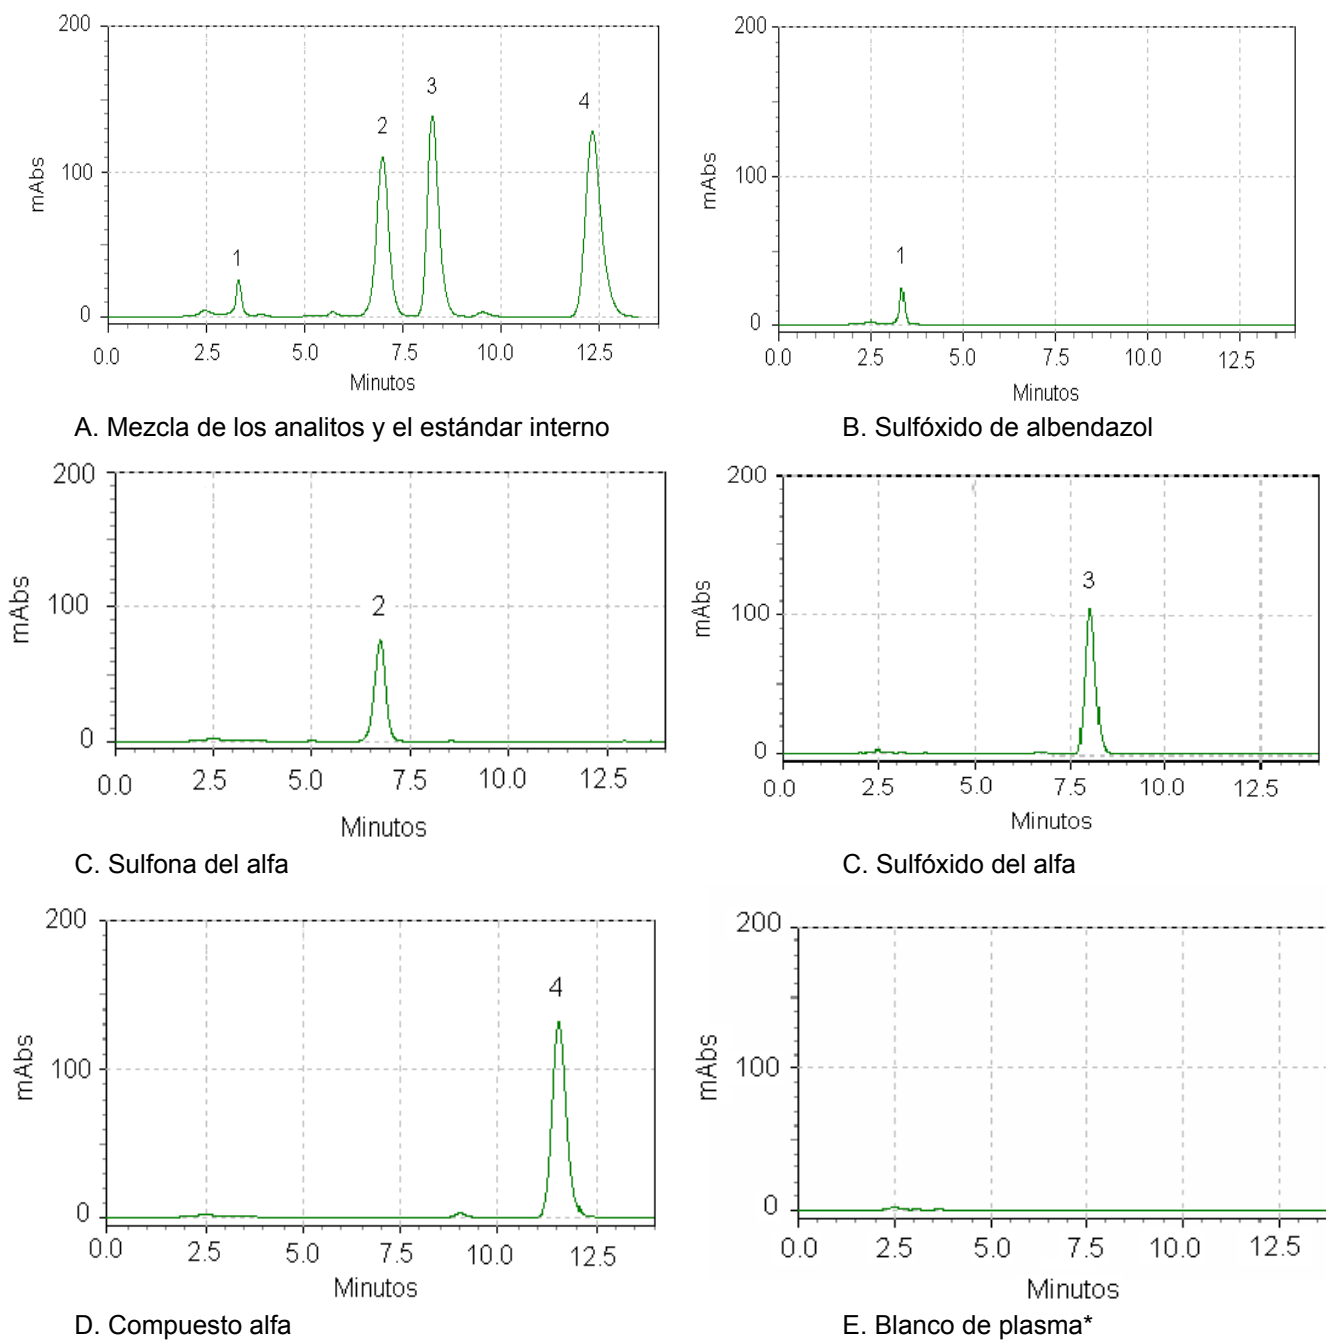 200
3
4
2
mAbs
100
1
0
0.0 2.5 5.0 7.5 10.0 12.5
Minutos
A. Mezcla de los analitos y el estándar interno
200
mAbs
100
1
0
0.0 2.5 5.0 7.5 10.0 12.5
Minutos
B. Sulfóxido de albendazol
200
mAbs
2
100
0
0.0 2.5 5.0 7.5 10.0 12.5
Minutos
C. Sulfona del alfa
200
3
mAbs
100
0
0.0 2.5 5.0 7.5 10.0 12.5
Minutos
C. Sulfóxido del alfa
200
4
mAbs
100
0
0.0 2.5 5.0 7.5 10.0 12.5
Minutos
D. Compuesto alfa
200
mAbs
100
0
0.0 2.5 5.0 7.5 10.0 12.5
Minutos
E. Blanco de plasma*